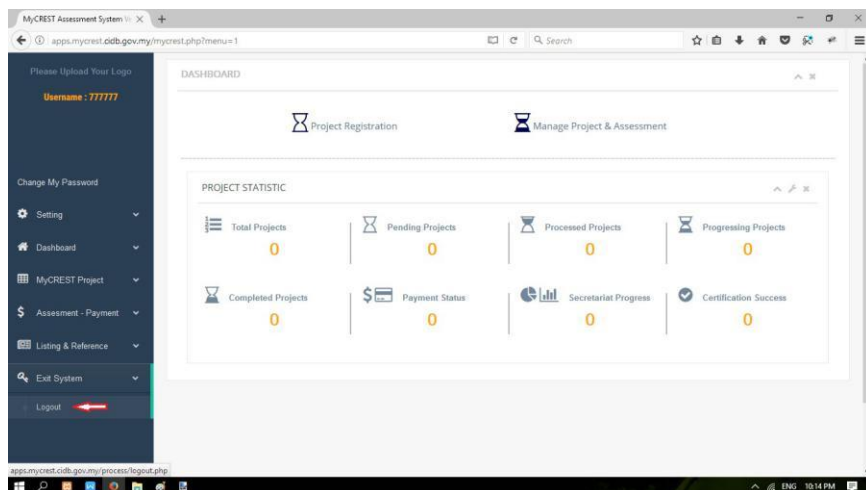 MyCREST Assessment System
apps.mycrest.cidb.gov.my/mycrest.php?menu=1
Search
Please Upload Your Logo
Username : 777777
Change My Password
Setting
Dashboard
MyCREST Project
Assesment - Payment
Listing & Reference
Exit System
Logout
DASHBOARD
Project Registration
Manage Project & Assessment
PROJECT STATISTIC
Total Projects
0
Pending Projects
0
Processed Projects
0
Progressing Projects
0
Completed Projects
0
Payment Status
0
Secretariat Progress
0
Certification Success
0
apps.mycrest.cidb.gov.my/process/logout.php
ENG 10:14 PM